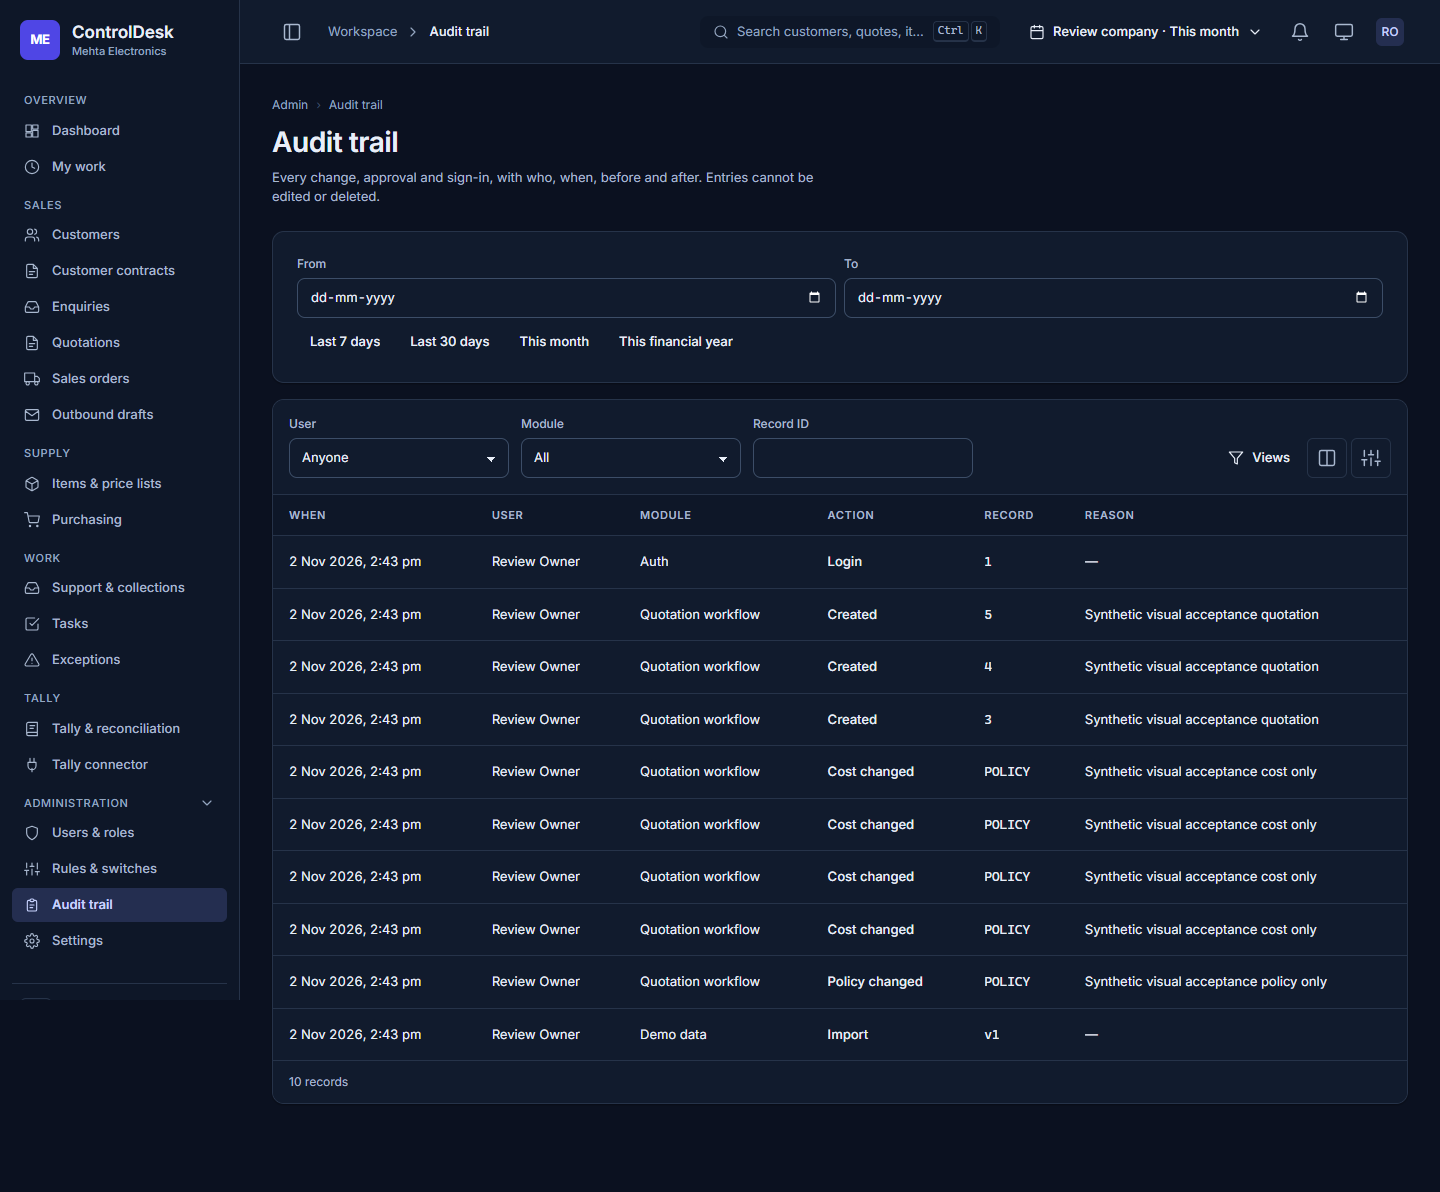 ME
ControlDesk
Mehta Electronics
OVERVIEW
Dashboard
My work
SALES
Customers
Customer contracts
Enquiries
Quotations
Sales orders
Outbound drafts
SUPPLY
Items & price lists
Purchasing
WORK
Support & collections
Tasks
Exceptions
TALLY
Tally & reconciliation
Tally connector
ADMINISTRATION
Users & roles
Rules & switches
Audit trail
Settings
Workspace > Audit trail
Search customers, quotes, it... Ctrl K
Review company · This month
RO
Admin › Audit trail
Audit trail
Every change, approval and sign-in, with who, when, before and after. Entries cannot be
edited or deleted.
From To
dd-mm-yyyy dd-mm-yyyy
Last 7 days Last 30 days This month This financial year
User Module Record ID
Anyone All Views
WHEN USER MODULE ACTION RECORD REASON
2 Nov 2026, 2:43 pm Review Owner Auth Login 1 —
2 Nov 2026, 2:43 pm Review Owner Quotation workflow Created 5 Synthetic visual acceptance quotation
2 Nov 2026, 2:43 pm Review Owner Quotation workflow Created 4 Synthetic visual acceptance quotation
2 Nov 2026, 2:43 pm Review Owner Quotation workflow Created 3 Synthetic visual acceptance quotation
2 Nov 2026, 2:43 pm Review Owner Quotation workflow Cost changed POLICY Synthetic visual acceptance cost only
2 Nov 2026, 2:43 pm Review Owner Quotation workflow Cost changed POLICY Synthetic visual acceptance cost only
2 Nov 2026, 2:43 pm Review Owner Quotation workflow Cost changed POLICY Synthetic visual acceptance cost only
2 Nov 2026, 2:43 pm Review Owner Quotation workflow Cost changed POLICY Synthetic visual acceptance cost only
2 Nov 2026, 2:43 pm Review Owner Quotation workflow Policy changed POLICY Synthetic visual acceptance policy only
2 Nov 2026, 2:43 pm Review Owner Demo data Import v1 —
10 records